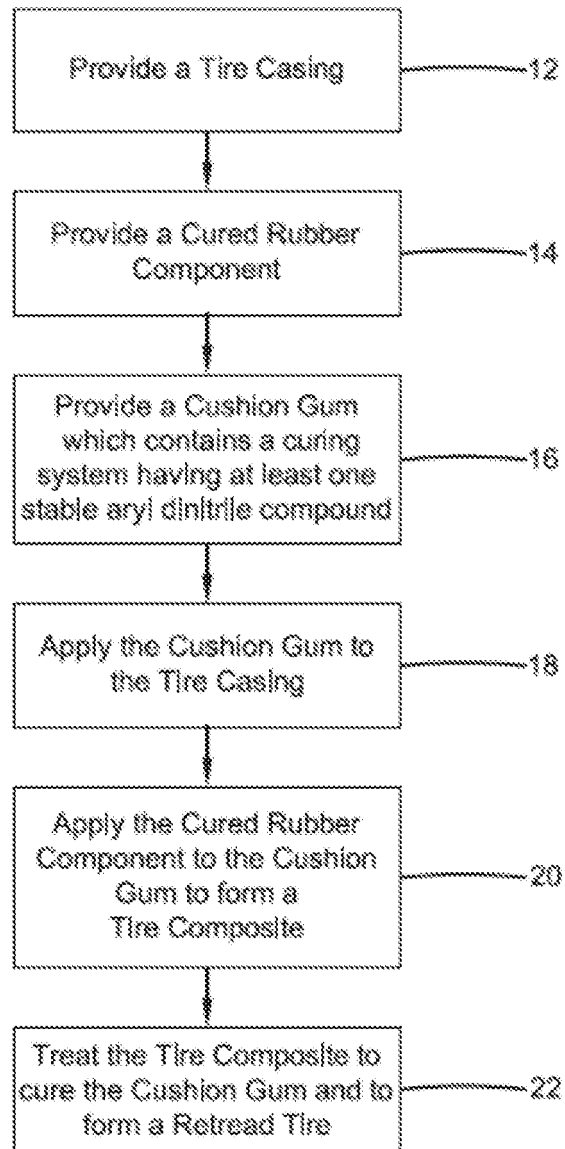 Provide a Tire Casing
12
Provide a Cured Rubber
Component
14
Provide a Cushion Gum
which contains a curing
system having at least one
stable aryl dinitrile compound
16
Apply the Cushion Gum to
the Tire Casing
18
Apply the Cured Rubber
Component to the Cushion
Gum to form a
Tire Composite
20
Treat the Tire Composite to
cure the Cushion Gum and to
form a Retread Tire
22